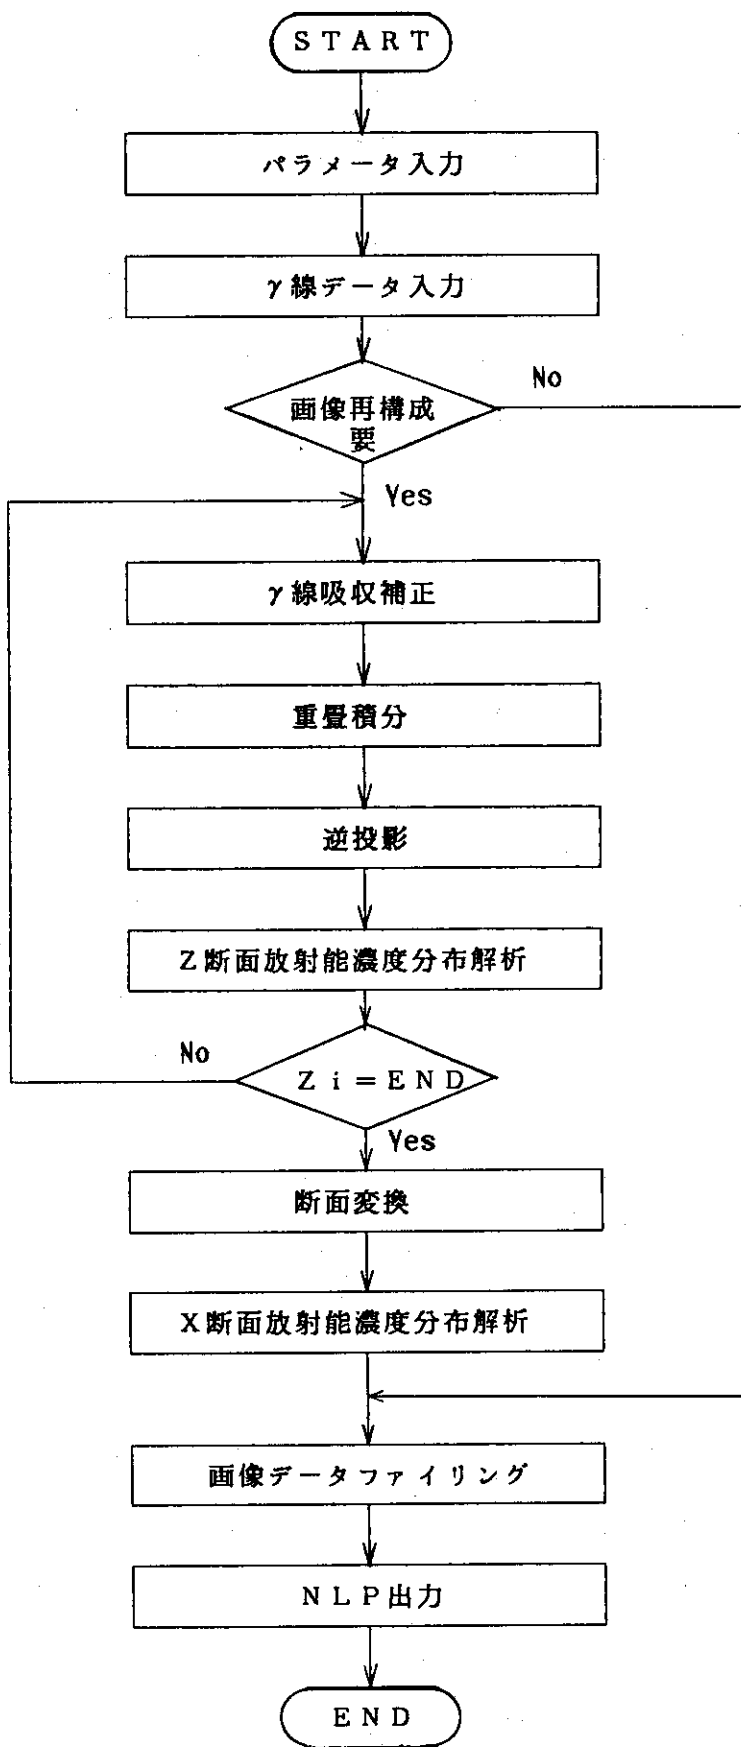 START
パラメータ入力
γ線データ入力
No
画像再構成
要
Yes
γ線吸収補正
重畳積分
逆投影
Z断面放射能濃度分布解析
No
Zi=END
Yes
断面変換
X断面放射能濃度分布解析
画像データファイリング
NLP出力
END